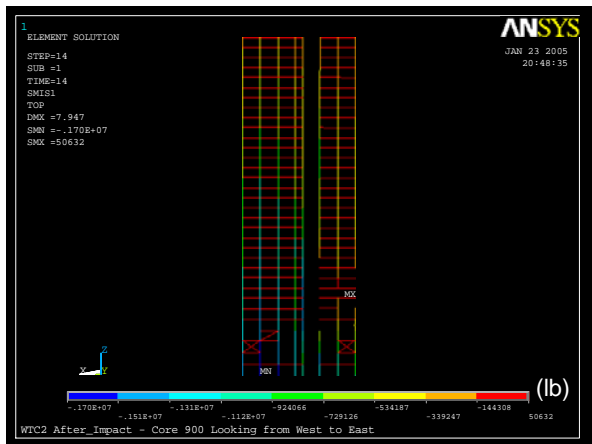 1
ELEMENT SOLUTION
STEP=14
SUB =1
TIME=14
SMIS1
TOP
DMX =7.947
SMN =-.170E+07
SMX =50632
ANSYS
JAN 23 2005
20:48:35
MX
MN
Z
X Y
(lb)
-.170E+07 -.131E+07 -924066 -534187 -144308
-.151E+07 -.112E+07 -729126 -339247 50632
WTC2 After_Impact - Core 900 Looking from West to East